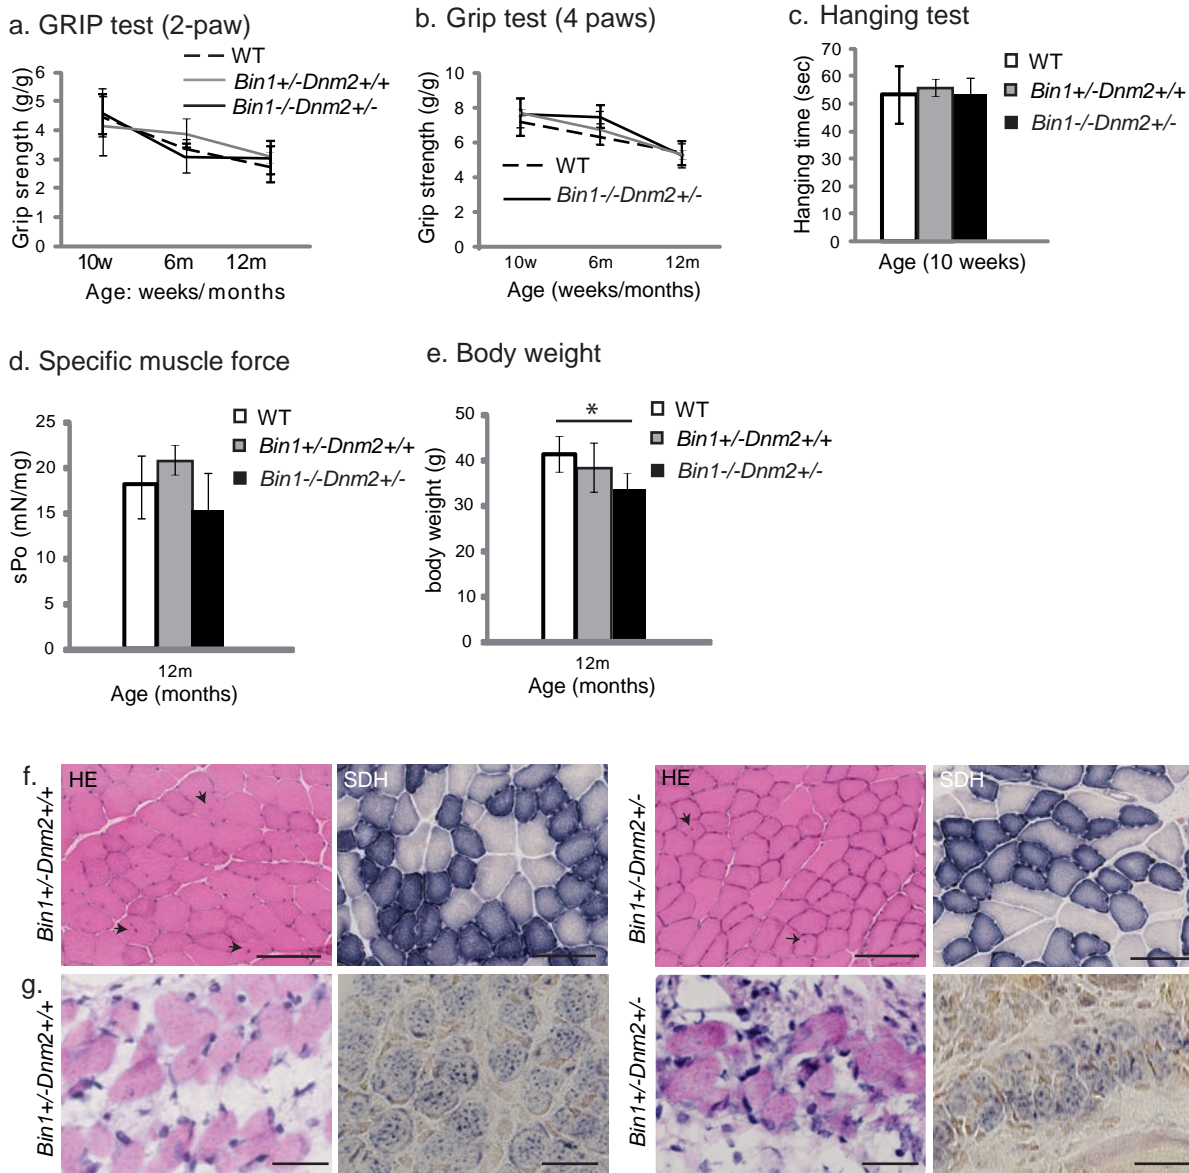 a. GRIP test (2-paw)
WT
Bin1+/-Dnm2+/+
Bin1-/-Dnm2+/-
Grip srength (g/g)
6
5
4
3
2
1
0
10w 6m 12m
Age: weeks/months
b. Grip test (4 paws)
Grip strength (g/g)
10
8
6
4
2
0
WT
Bin1-/-Dnm2+/-
10w 6m 12m
Age (weeks/months)
c. Hanging test
Hanging time (sec)
70
60
50
40
30
20
10
0
WT
Bin1+/-Dnm2+/+
Bin1-/-Dnm2+/-
Age (10 weeks)
d. Specific muscle force
sPo (mN/mg)
25
20
15
10
5
0
WT
Bin1+/-Dnm2+/+
Bin1-/-Dnm2+/-
12m
Age (months)
e. Body weight
body weight (g)
50
40
30
20
10
0
*
WT
Bin1+/-Dnm2+/+
Bin1-/-Dnm2+/-
12m
Age (months)
f.
Bin1+/-Dnm2+/+
HE
SDH
Bin1+/-Dnm2+/-
HE
SDH
g.
Bin1+/-Dnm2+/+
Bin1+/-Dnm2+/-